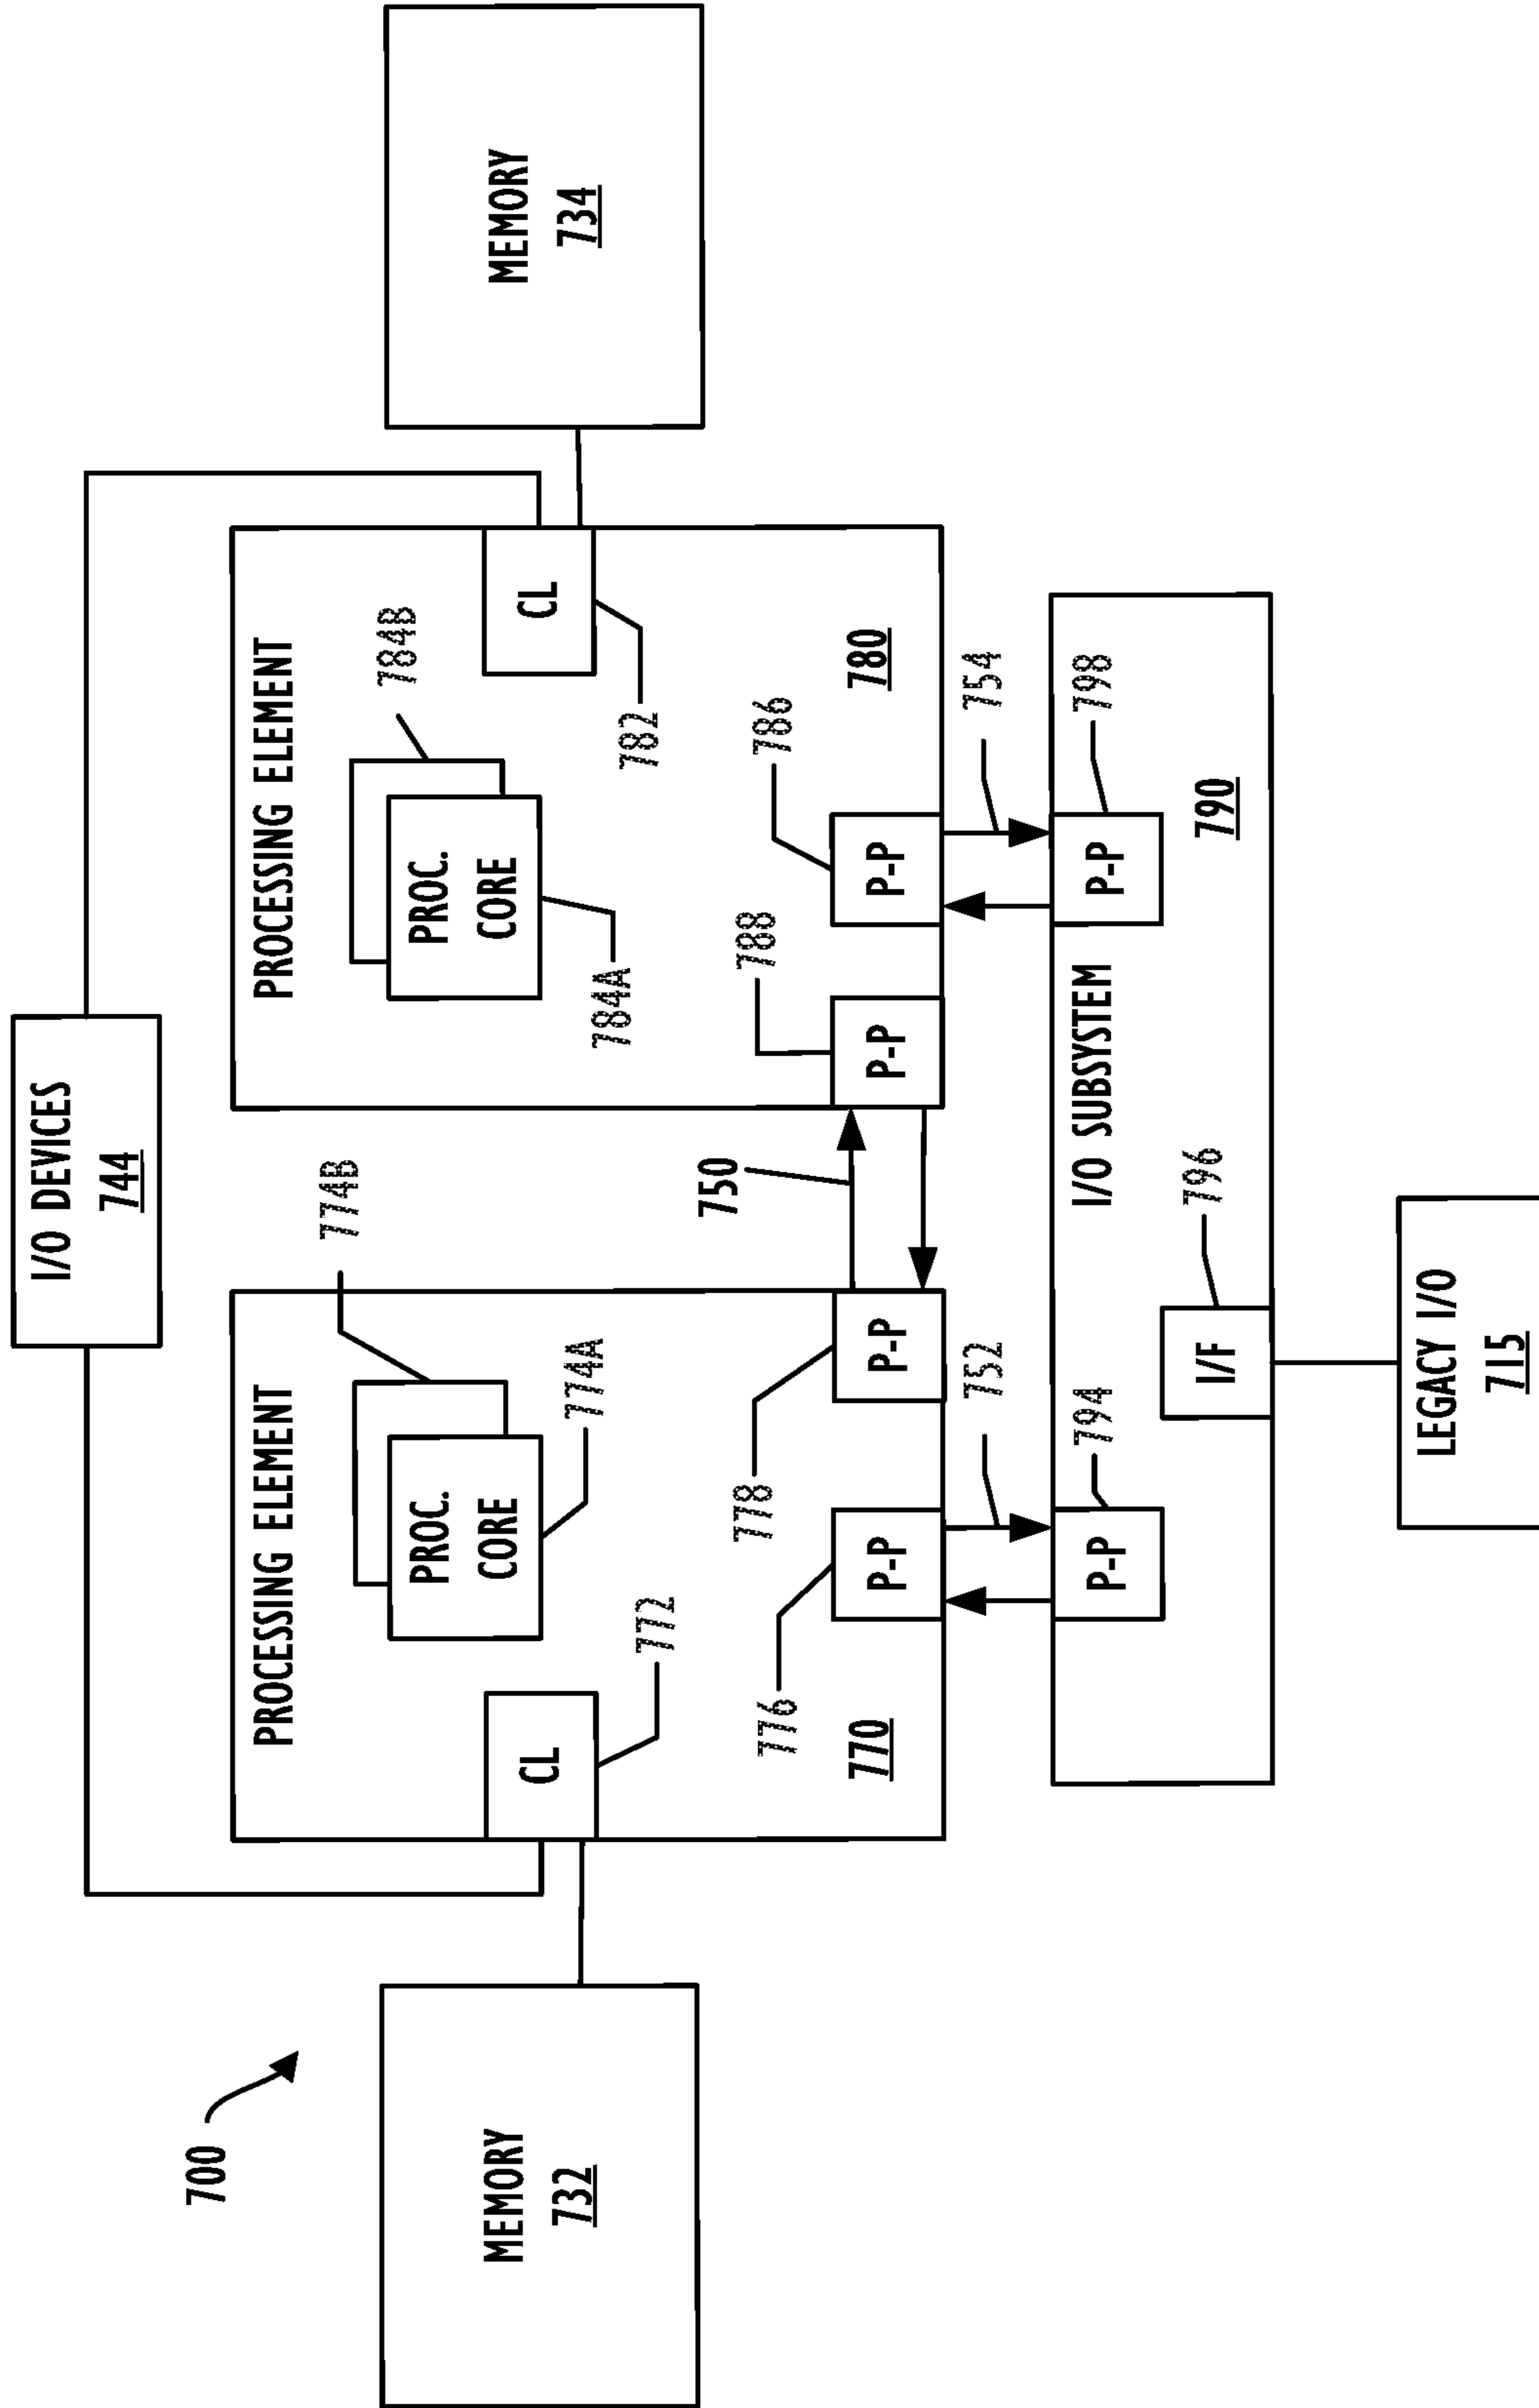 700
I/O DEVICES
744
PROCESSING ELEMENT
774B
PROC.
CORE
774A
CL
772
778
P-P
776
P-P
770
MEMORY
732
750
PROCESSING ELEMENT
784B
PROC.
CORE
784A
CL
782
788
P-P
786
P-P
780
MEMORY
734
752
754
794
P-P
I/O SUBSYSTEM
P-P
798
796
I/F
790
LEGACY I/O
715